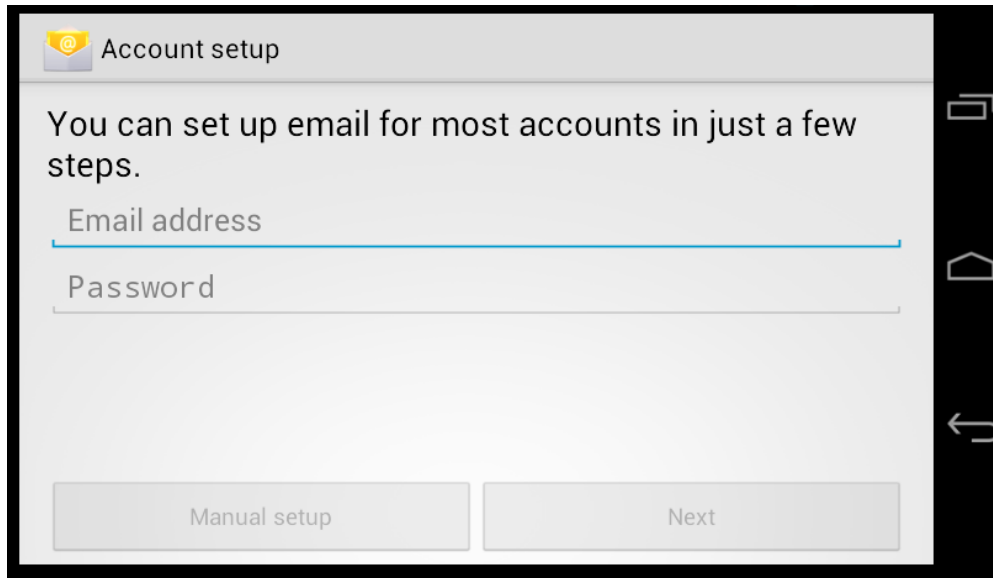 Account setup
You can set up email for most accounts in just a few
steps.
Email address
Password
Manual setup
Next